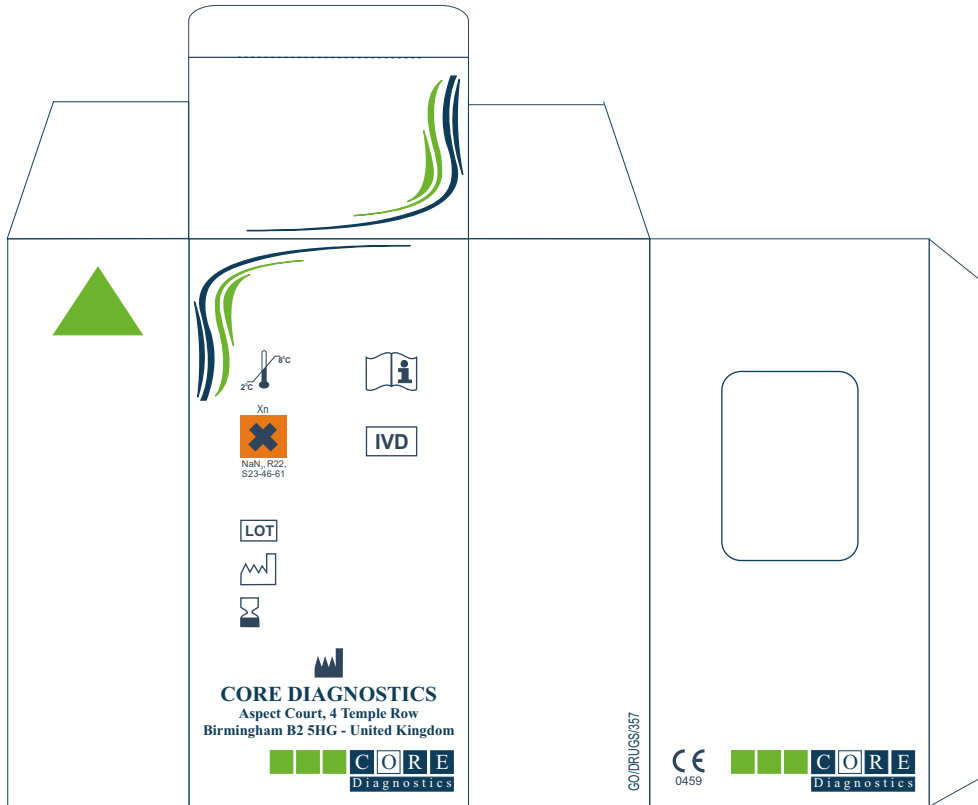 8°C
2°C
Xn
NaN₃, R22,
S23-46-61
i
IVD
LOT
CORE DIAGNOSTICS
Aspect Court, 4 Temple Row
Birmingham B2 5HG - United Kingdom
CORE
Diagnostics
GO/DRUGS/357
CE
0459
CORE
Diagnostics